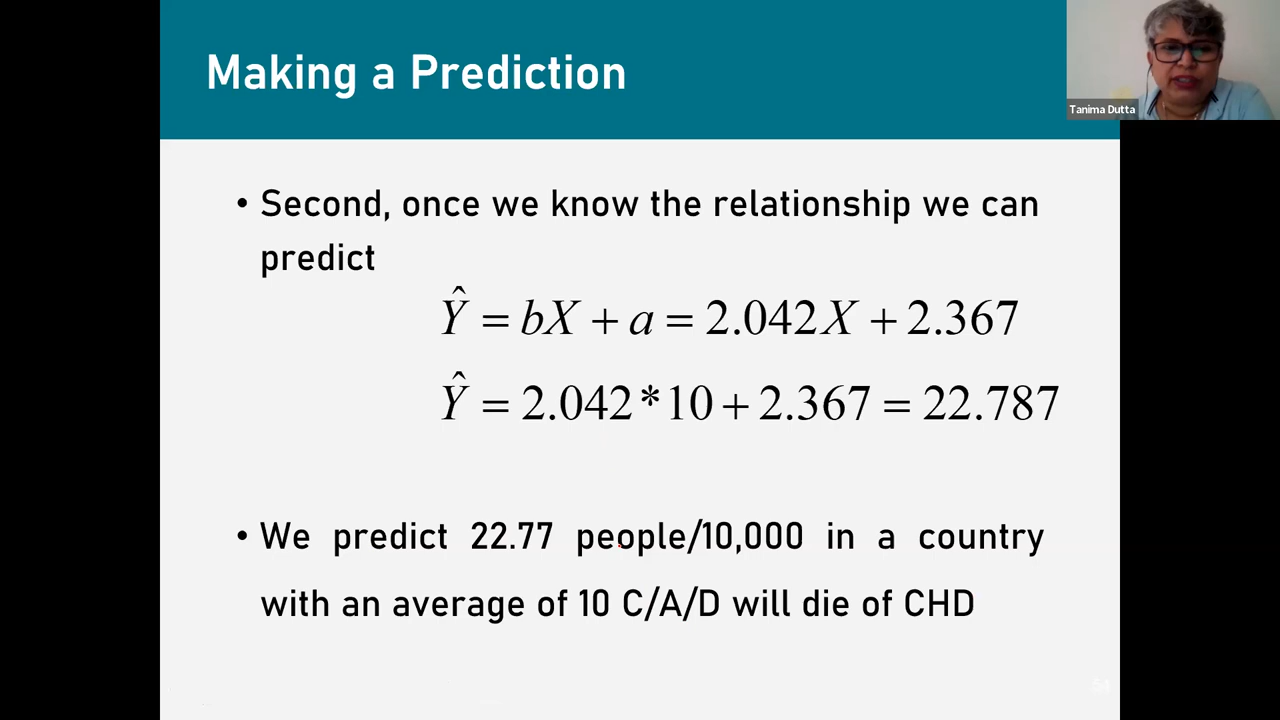 Making a Prediction
Tanima Dutta
• Second, once we know the relationship we can
predict
Ŷ = bX + a = 2.042X + 2.367
Ŷ = 2.042*10 + 2.367 = 22.787
• We predict 22.77 people/10,000 in a country
with an average of 10 C/A/D will die of CHD